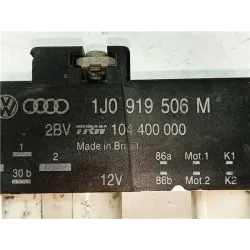 1J0 919 506 M
2BV TRW 104 400 000
Made in Brasil
1 2 86a Mot.1 K1
30b 12V 86b Mot.2 K2